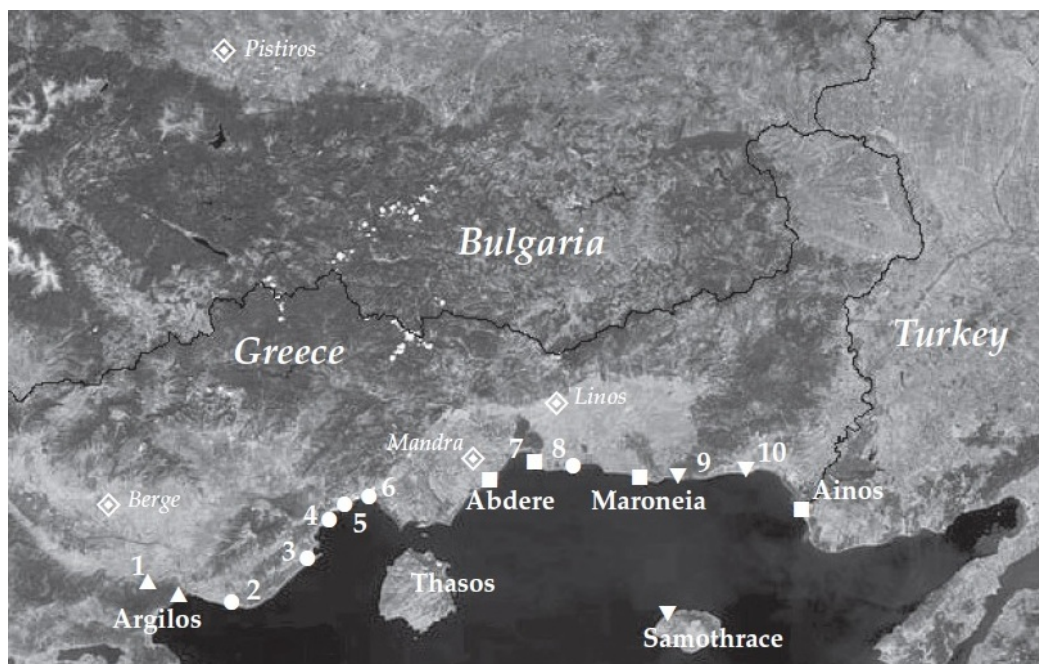 Pistiros
Bulgaria
Greece
Turkey
Linos
Mandra
7
8
9
10
Berge
6
Abdere
Maroneia
Ainos
4
5
3
1
2
Thasos
Argilos
Samothrace